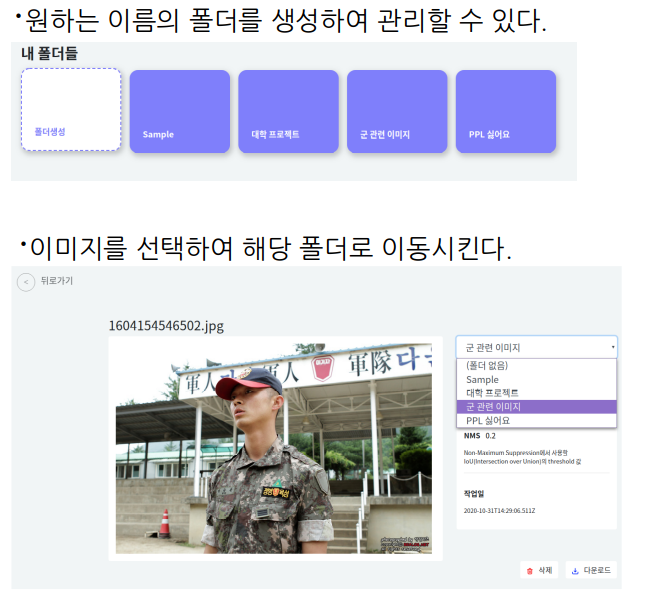 •원하는 이름의 폴더를 생성하여 관리할 수 있다.
내 폴더들
폴더생성
Sample
대학 프로젝트
군 관련 이미지
PPL 싫어요
•이미지를 선택하여 해당 폴더로 이동시킨다.
< 뒤로가기
1604154546502.jpg
군 관련 이미지
(폴더 없음)
Sample
대학 프로젝트
군 관련 이미지
PPL 싫어요
NMS 0.2
Non-Maximum Suppression에서 사용할
IoU(Intersection over Union)의 threshold 값
작업일
2020-10-31T14:29:06.511Z
軍人 軍人 軍隊다운
photographed by
삭제
다운로드